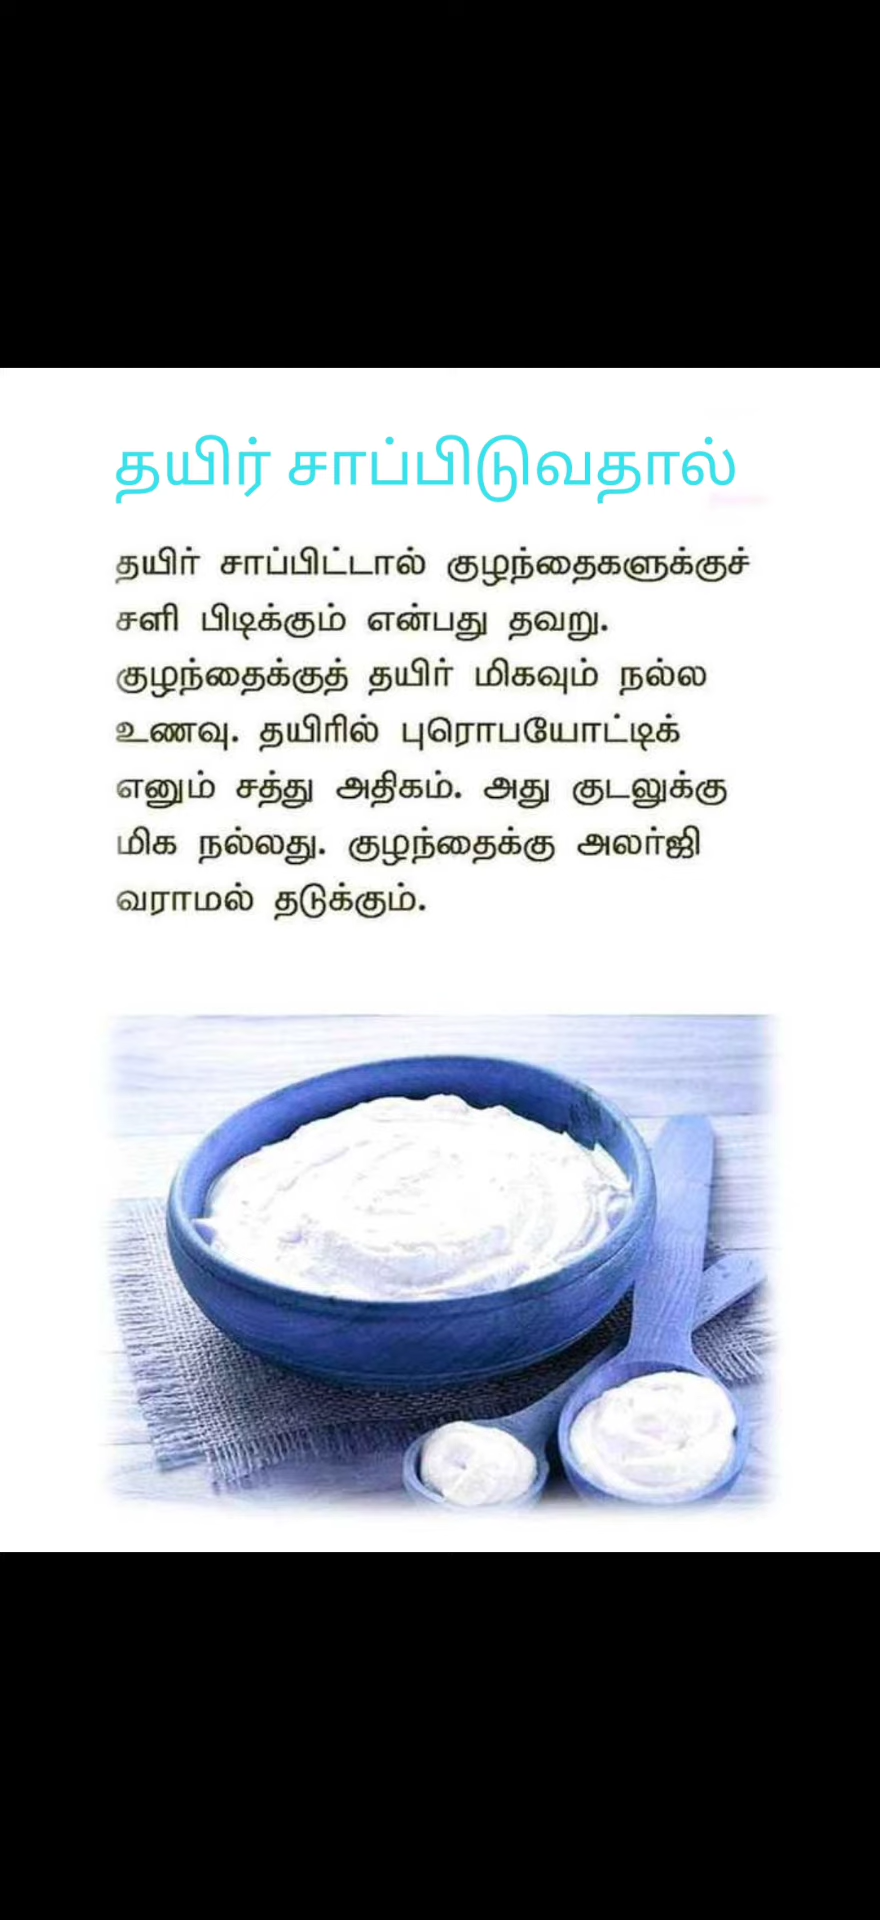 தயிர் சாப்பிடுவதால்
தயிர் சாப்பிட்டால் குழந்தைகளுக்குச்
சளி பிடிக்கும் என்பது தவறு.
குழந்தைக்குத் தயிர் மிகவும் நல்ல
உணவு. தயிரில் புரொபயோட்டிக்
எனும் சத்து அதிகம். அது குடலுக்கு
மிக நல்லது. குழந்தைக்கு அலர்ஜி
வராமல் தடுக்கும்.